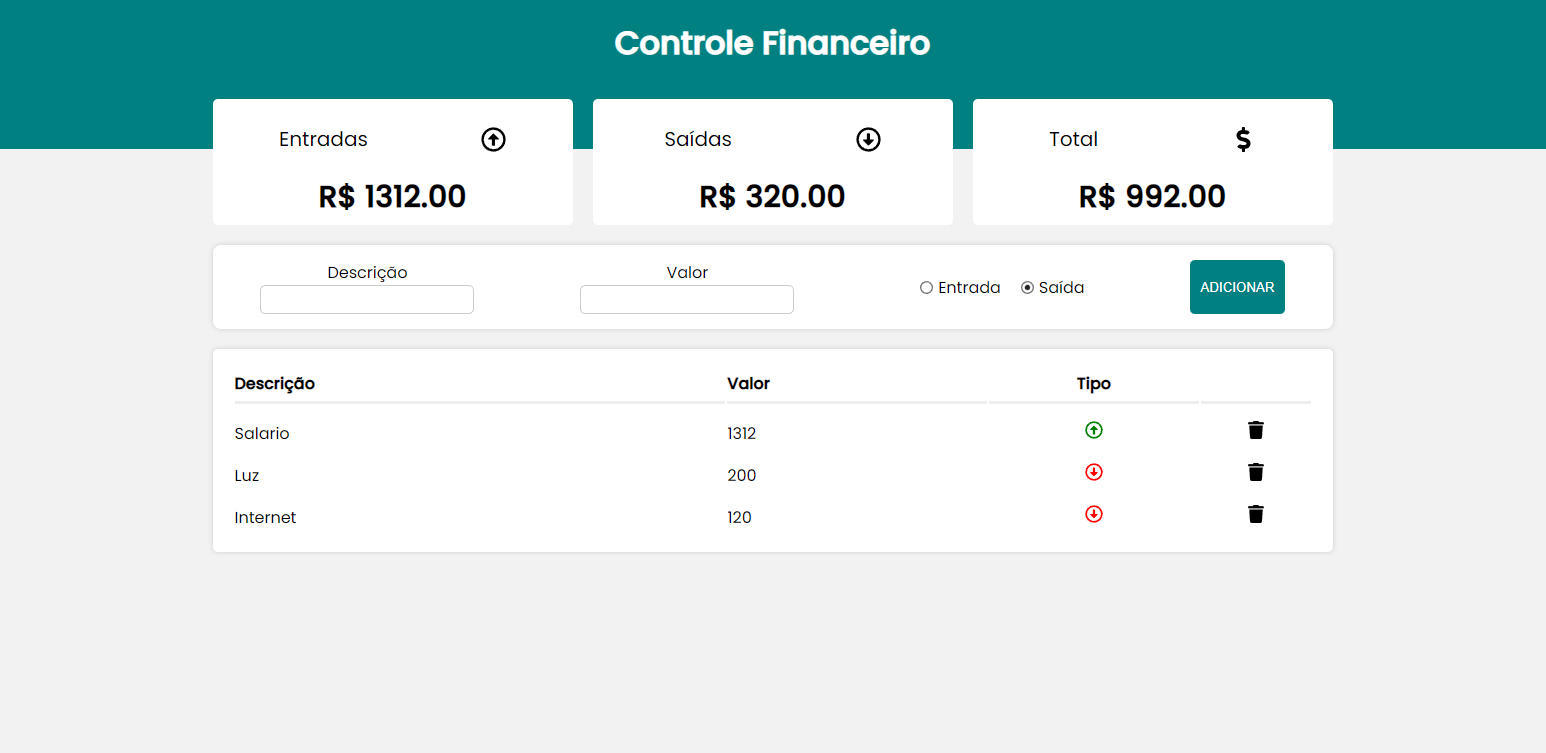 Controle Financeiro
Entradas
R$ 1312.00
Saídas
R$ 320.00
Total
$
R$ 992.00
Descrição
Valor
Entrada
Saída
ADICIONAR
Descrição Valor Tipo
Salario 1312
Luz 200
Internet 120